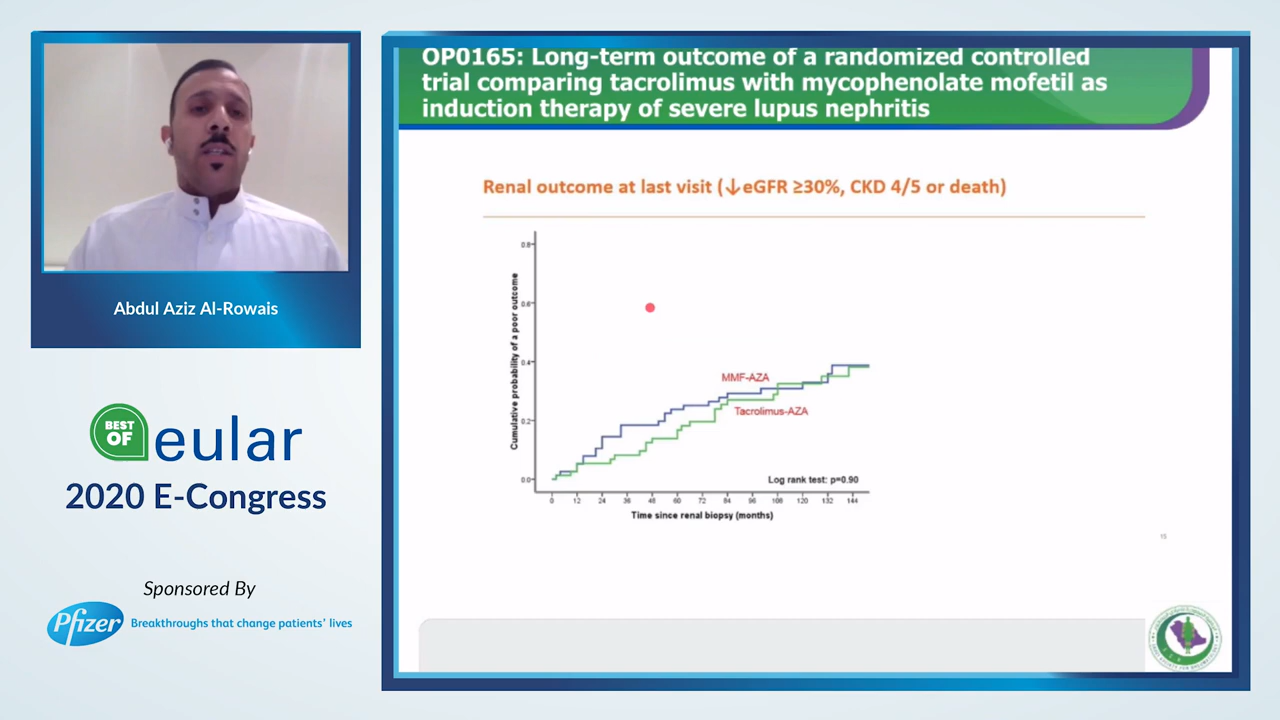 OP0165: Long-term outcome of a randomized controlled
trial comparing tacrolimus with mycophenolate mofetil as
induction therapy of severe lupus nephritis
Renal outcome at last visit (↓eGFR ≥30%, CKD 4/5 or death)
Cumulative probability of a poor outcome
0.8
0.6
0.4
0.2
0.0
MMF-AZA
Tacrolimus-AZA
Log rank test: p=0.90
0 12 24 36 48 60 72 84 96 108 120 132 144
Time since renal biopsy (months)
15
Abdul Aziz Al-Rowais
BEST
OF
eular
2020 E-Congress
Sponsored By
Pfizer
Breakthroughs that change patients' lives